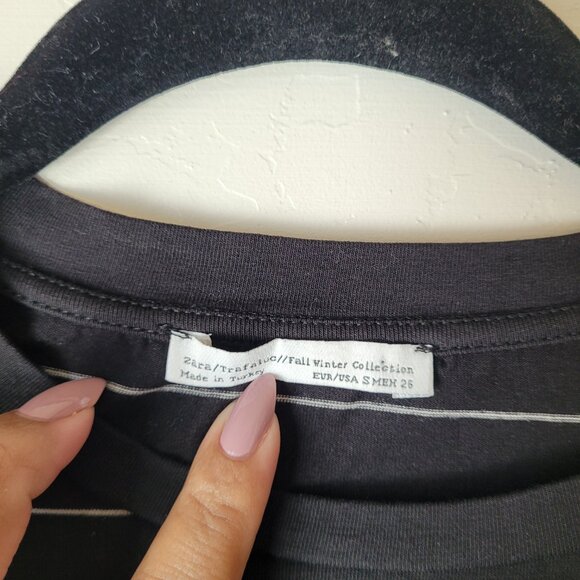 Zara/Trafaluc//Fall Winter Collection
Made in Turkey EUR/USA S MEX 26